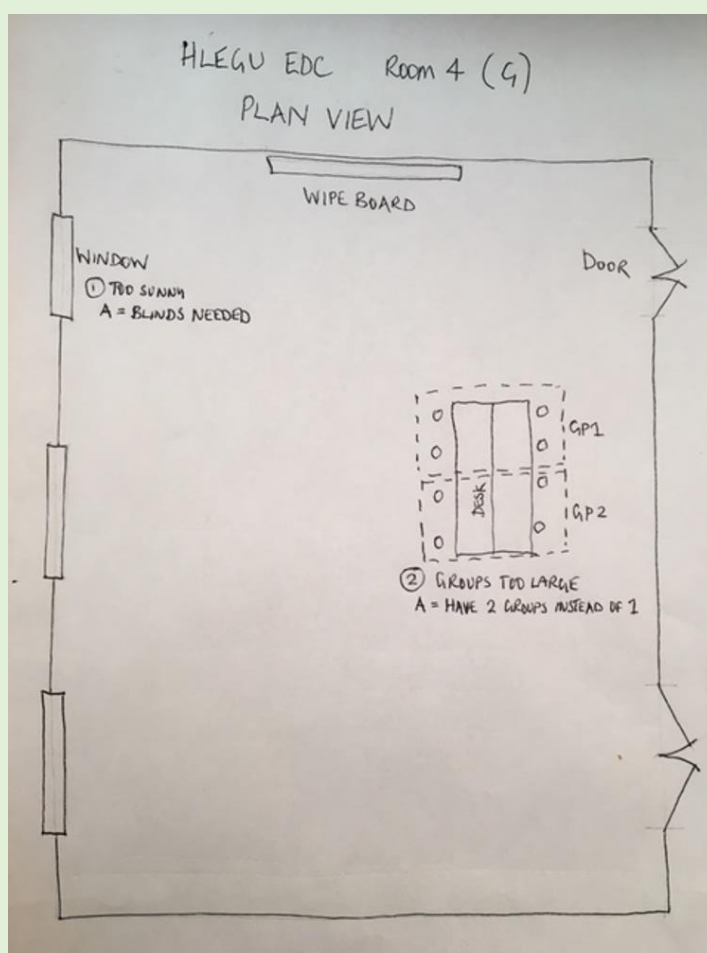 HLEGU EDC Room 4 (G)
PLAN VIEW
WIPE BOARD
WINDOW
① TOO SUNNY
A = BLINDS NEEDED
DOOR
GP1
DESK
GP2
② GROUPS TOO LARGE
A = HAVE 2 GROUPS INSTEAD OF 1